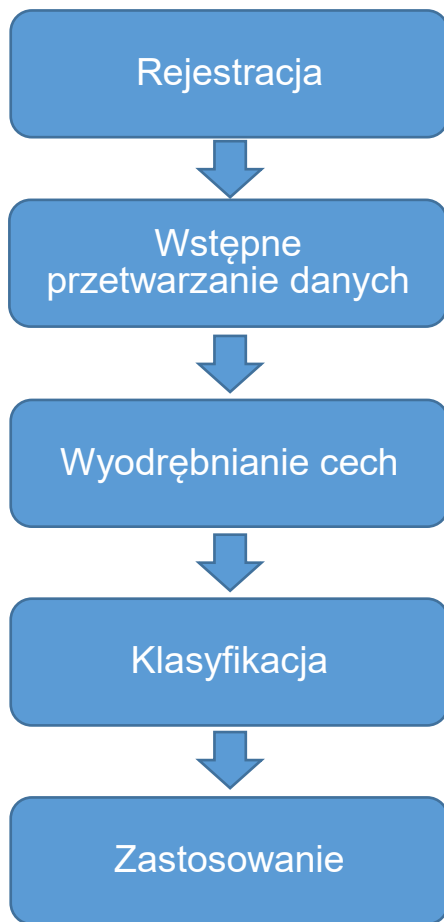 Rejestracja
Wstępne
przetwarzanie danych
Wyodrębnianie cech
Klasyfikacja
Zastosowanie